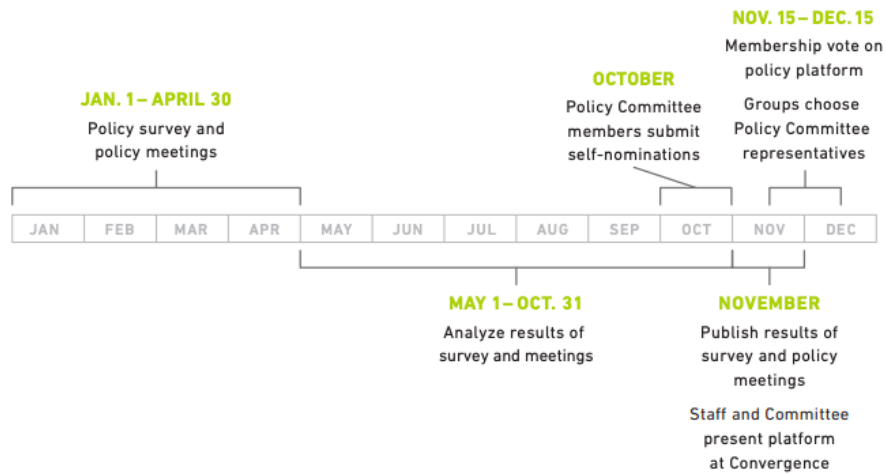 NOV. 15 – DEC. 15
Membership vote on
policy platform
Groups choose
Policy Committee
representatives
OCTOBER
Policy Committee
members submit
self-nominations
JAN. 1 – APRIL 30
Policy survey and
policy meetings
JAN FEB MAR APR MAY JUN JUL AUG SEP OCT NOV DEC
MAY 1 – OCT. 31
Analyze results of
survey and meetings
NOVEMBER
Publish results of
survey and policy
meetings
Staff and Committee
present platform
at Convergence